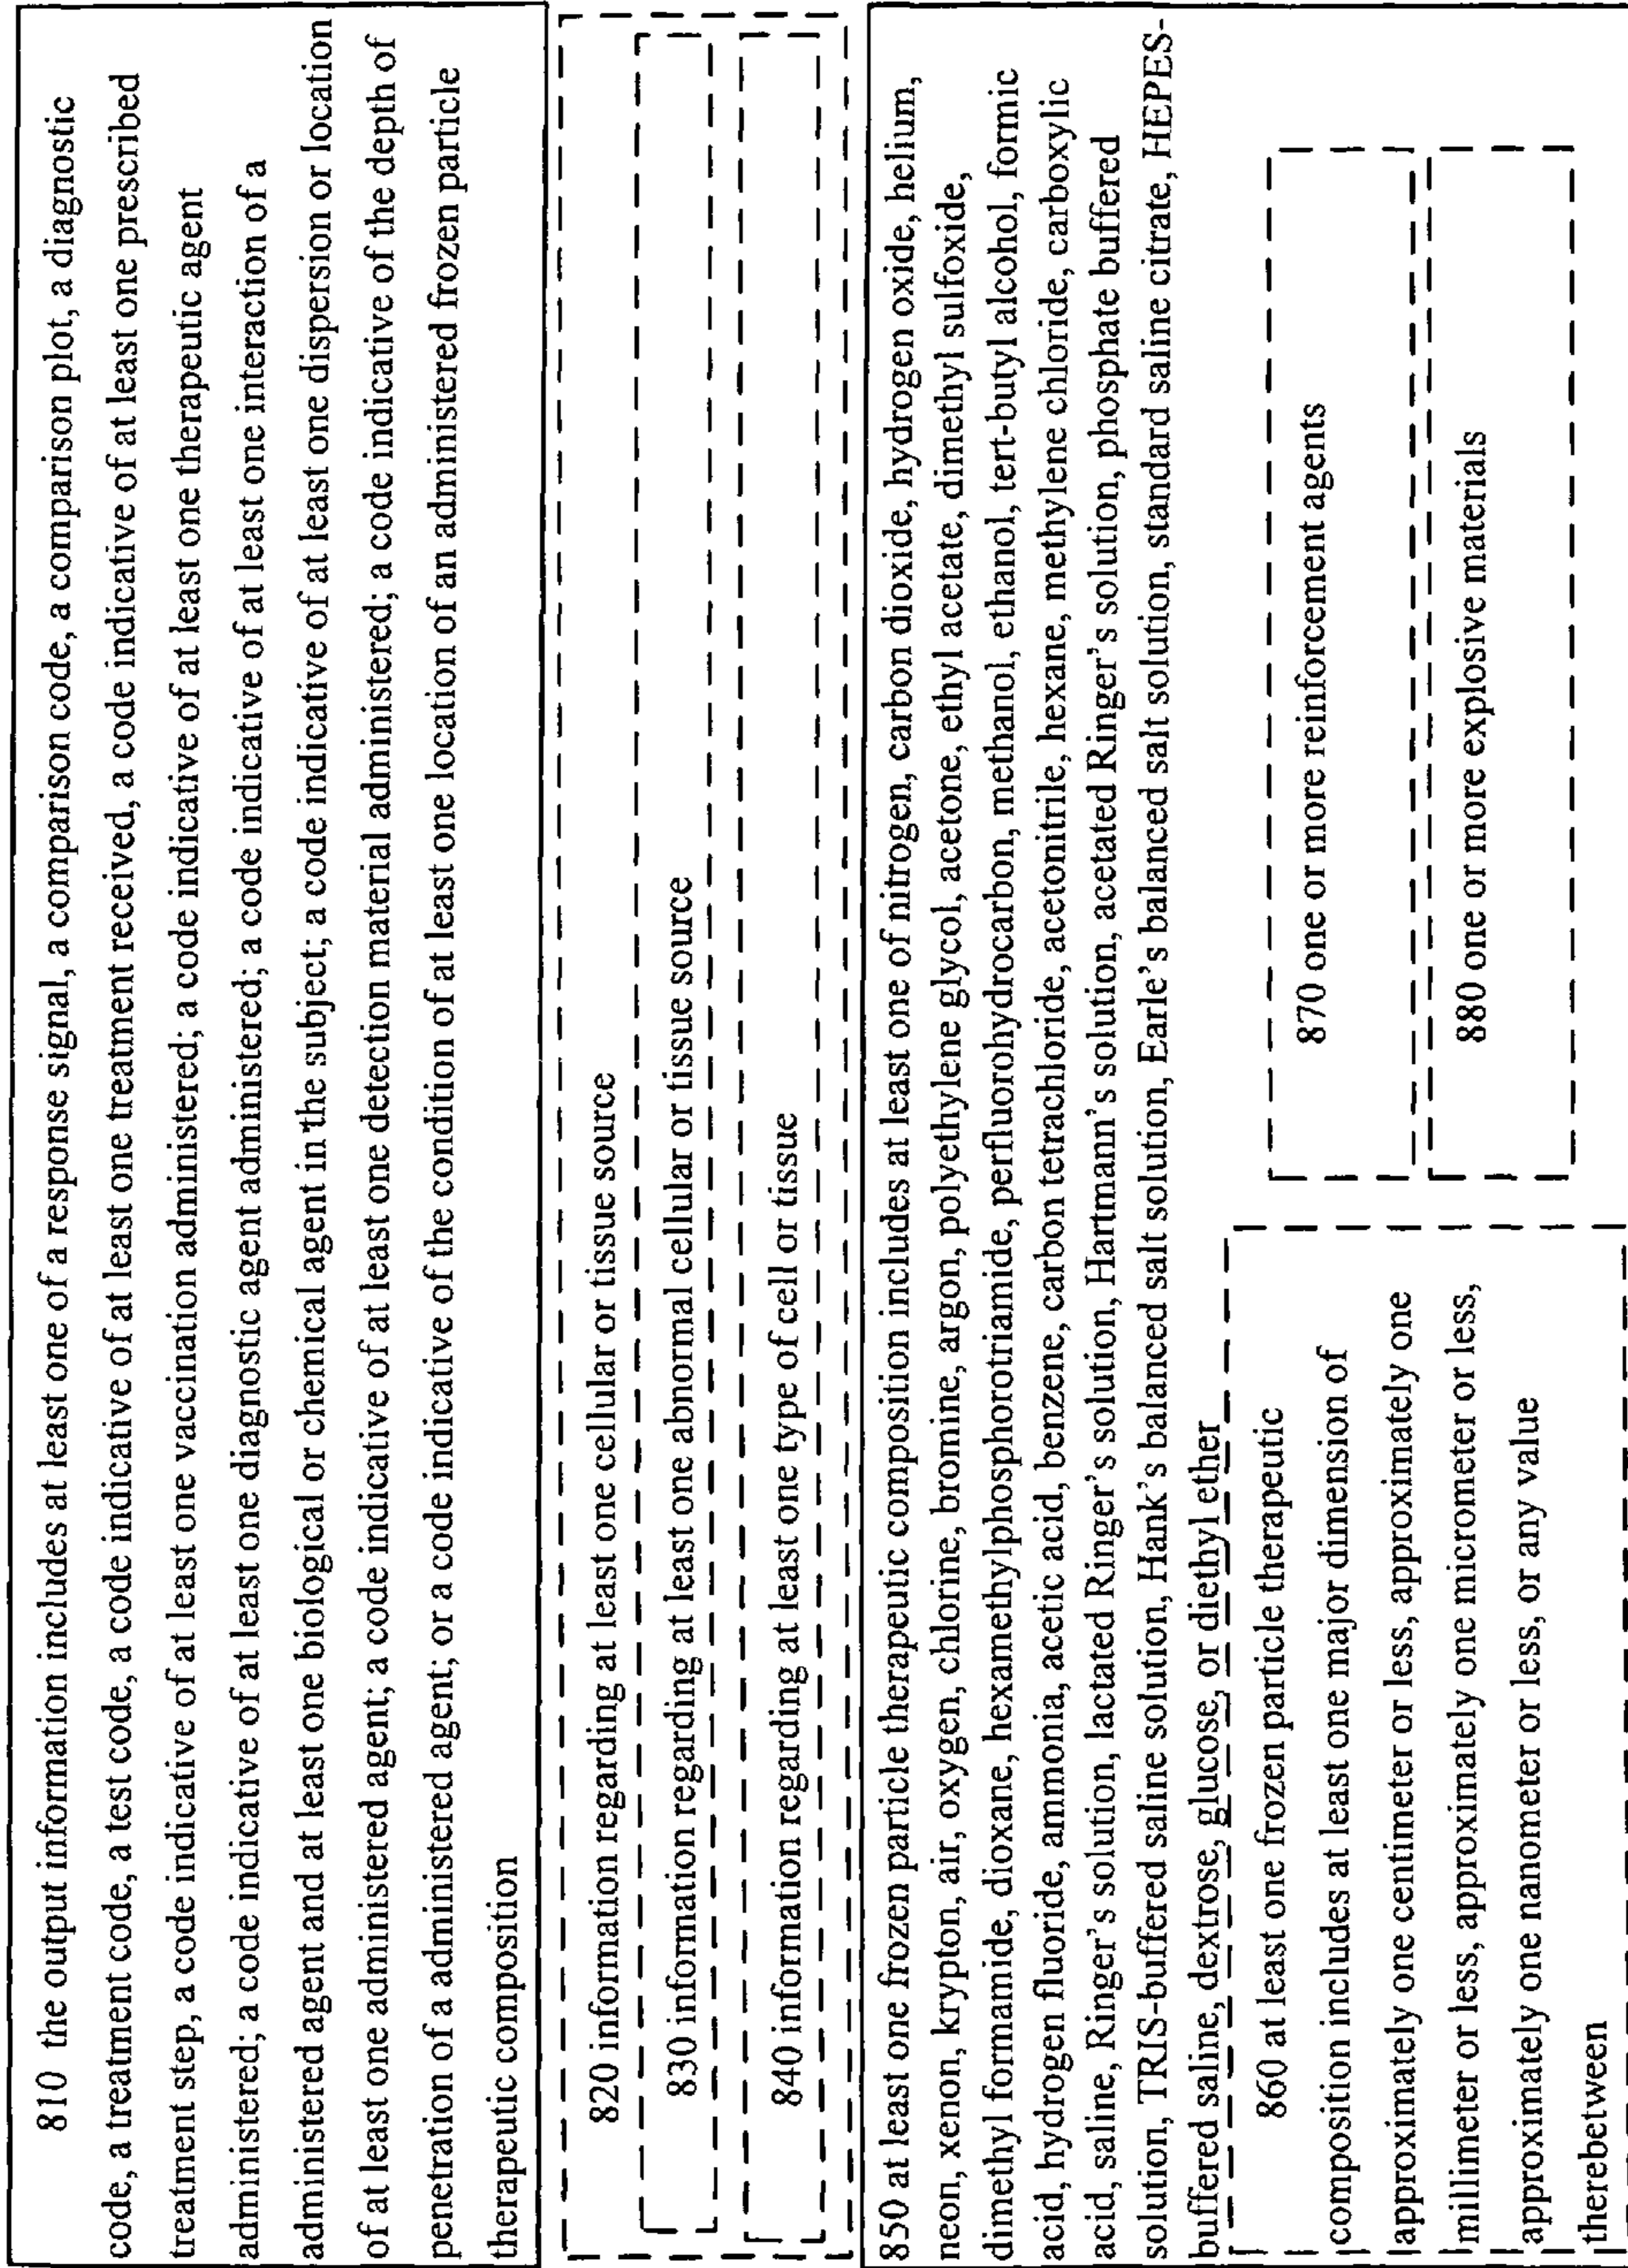 810 the output information includes at least one of a response signal, a comparison code, a comparison plot, a diagnostic
code, a treatment code, a test code, a code indicative of at least one treatment received, a code indicative of at least one prescribed
treatment step, a code indicative of at least one vaccination administered; a code indicative of at least one therapeutic agent
administered; a code indicative of at least one diagnostic agent administered; a code indicative of at least one interaction of a
administered agent and at least one biological or chemical agent in the subject; a code indicative of at least one dispersion or location
of at least one administered agent; a code indicative of at least one detection material administered; a code indicative of the depth of
penetration of a administered agent; or a code indicative of the condition of at least one location of an administered frozen particle
therapeutic composition
820 information regarding at least one cellular or tissue source
830 information regarding at least one abnormal cellular or tissue source
840 information regarding at least one type of cell or tissue
850 at least one frozen particle therapeutic composition includes at least one of nitrogen, carbon dioxide, hydrogen oxide, helium,
neon, xenon, krypton, air, oxygen, chlorine, bromine, argon, polyethylene glycol, acetone, ethyl acetate, dimethyl sulfoxide,
dimethyl formamide, dioxane, hexamethylphosphorotriamide, perfluorohydrocarbon, methanol, ethanol, tert-butyl alcohol, formic
acid, hydrogen fluoride, ammonia, acetic acid, benzene, carbon tetrachloride, acetonitrile, hexane, methylene chloride, carboxylic
acid, saline, Ringer's solution, lactated Ringer's solution, Hartmann's solution, acetated Ringer's solution, phosphate buffered
solution, TRIS-buffered saline solution, Hank's balanced salt solution, Earle's balanced salt solution, standard saline citrate, HEPES-
buffered saline, dextrose, glucose, or diethyl ether
860 at least one frozen particle therapeutic
composition includes at least one major dimension of
approximately one centimeter or less, approximately one
millimeter or less, approximately one micrometer or less,
approximately one nanometer or less, or any value
therebetween
870 one or more reinforcement agents
880 one or more explosive materials